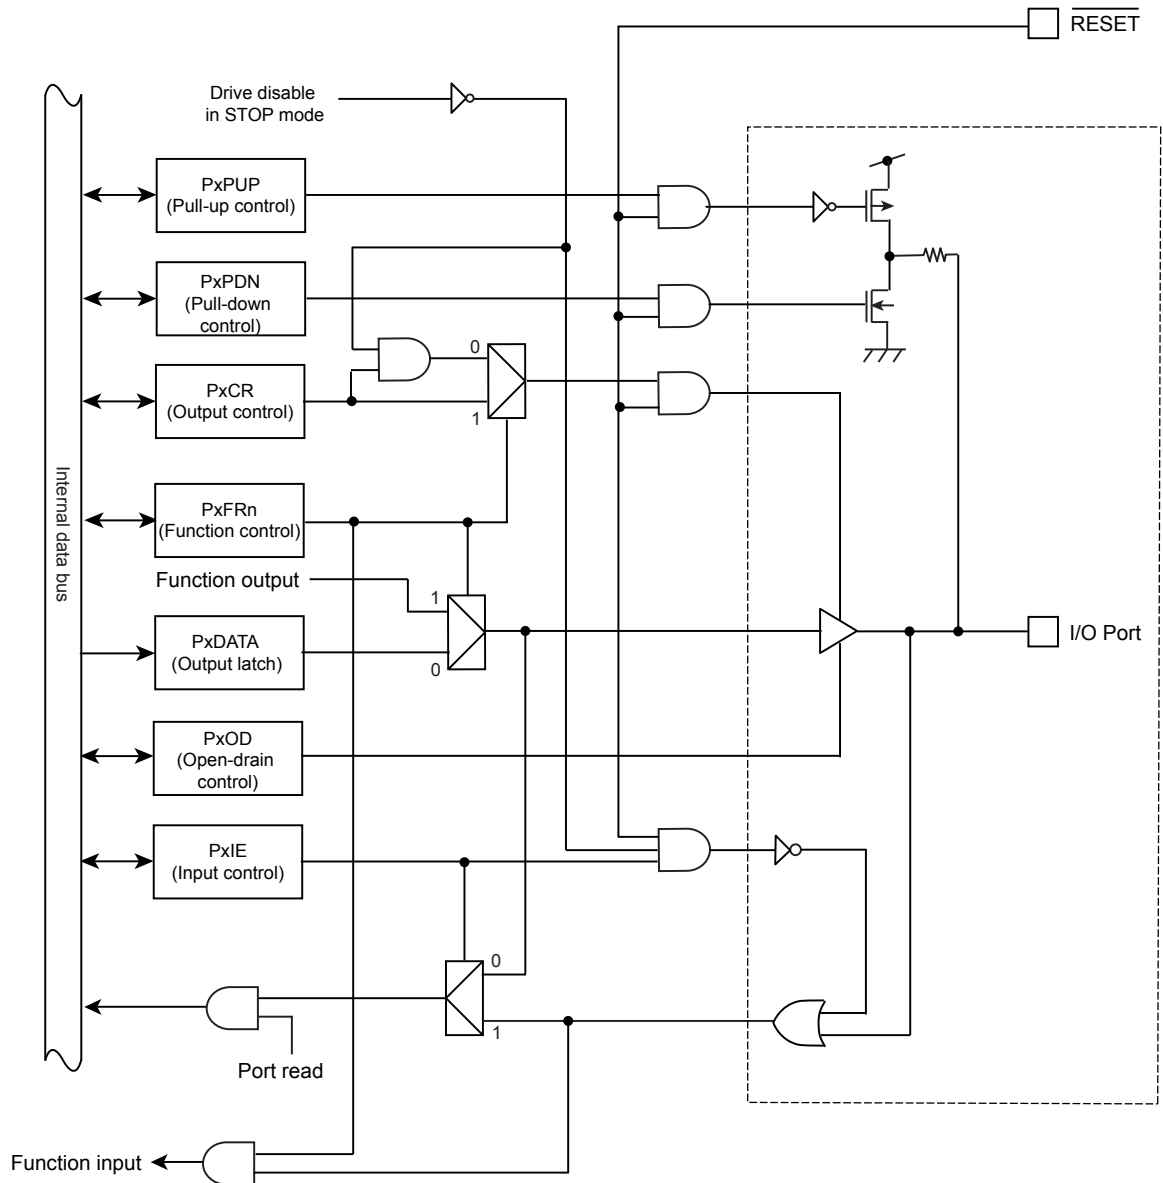 RESET
Drive disable
in STOP mode
PxPUP
(Pull-up control)
PxPDN
(Pull-down
control)
0
PxCR
(Output control)
1
Internal data bus
PxFRn
(Function control)
Function output
1
PxDATA
(Output latch)
0
I/O Port
PxOD
(Open-drain
control)
PxIE
(Input control)
0
1
Port read
Function input